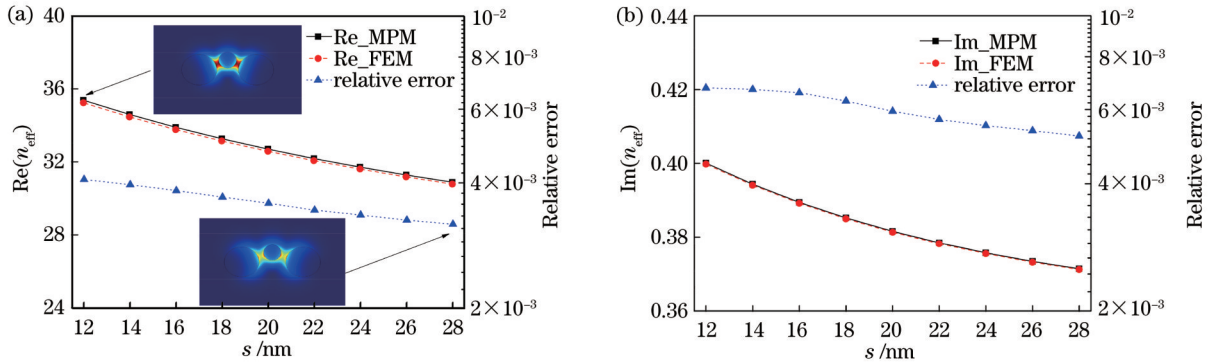 (a)
40
36
32
28
24
Re(n_eff)
Re_MPM
Re_FEM
relative error
10⁻²
8×10⁻³
6×10⁻³
4×10⁻³
2×10⁻³
Relative error
12 14 16 18 20 22 24 26 28
s /nm
(b)
0.44
0.42
0.40
0.38
0.36
Im(n_eff)
Im_MPM
Im_FEM
relative error
10⁻²
8×10⁻³
6×10⁻³
4×10⁻³
2×10⁻³
Relative error
12 14 16 18 20 22 24 26 28
s /nm